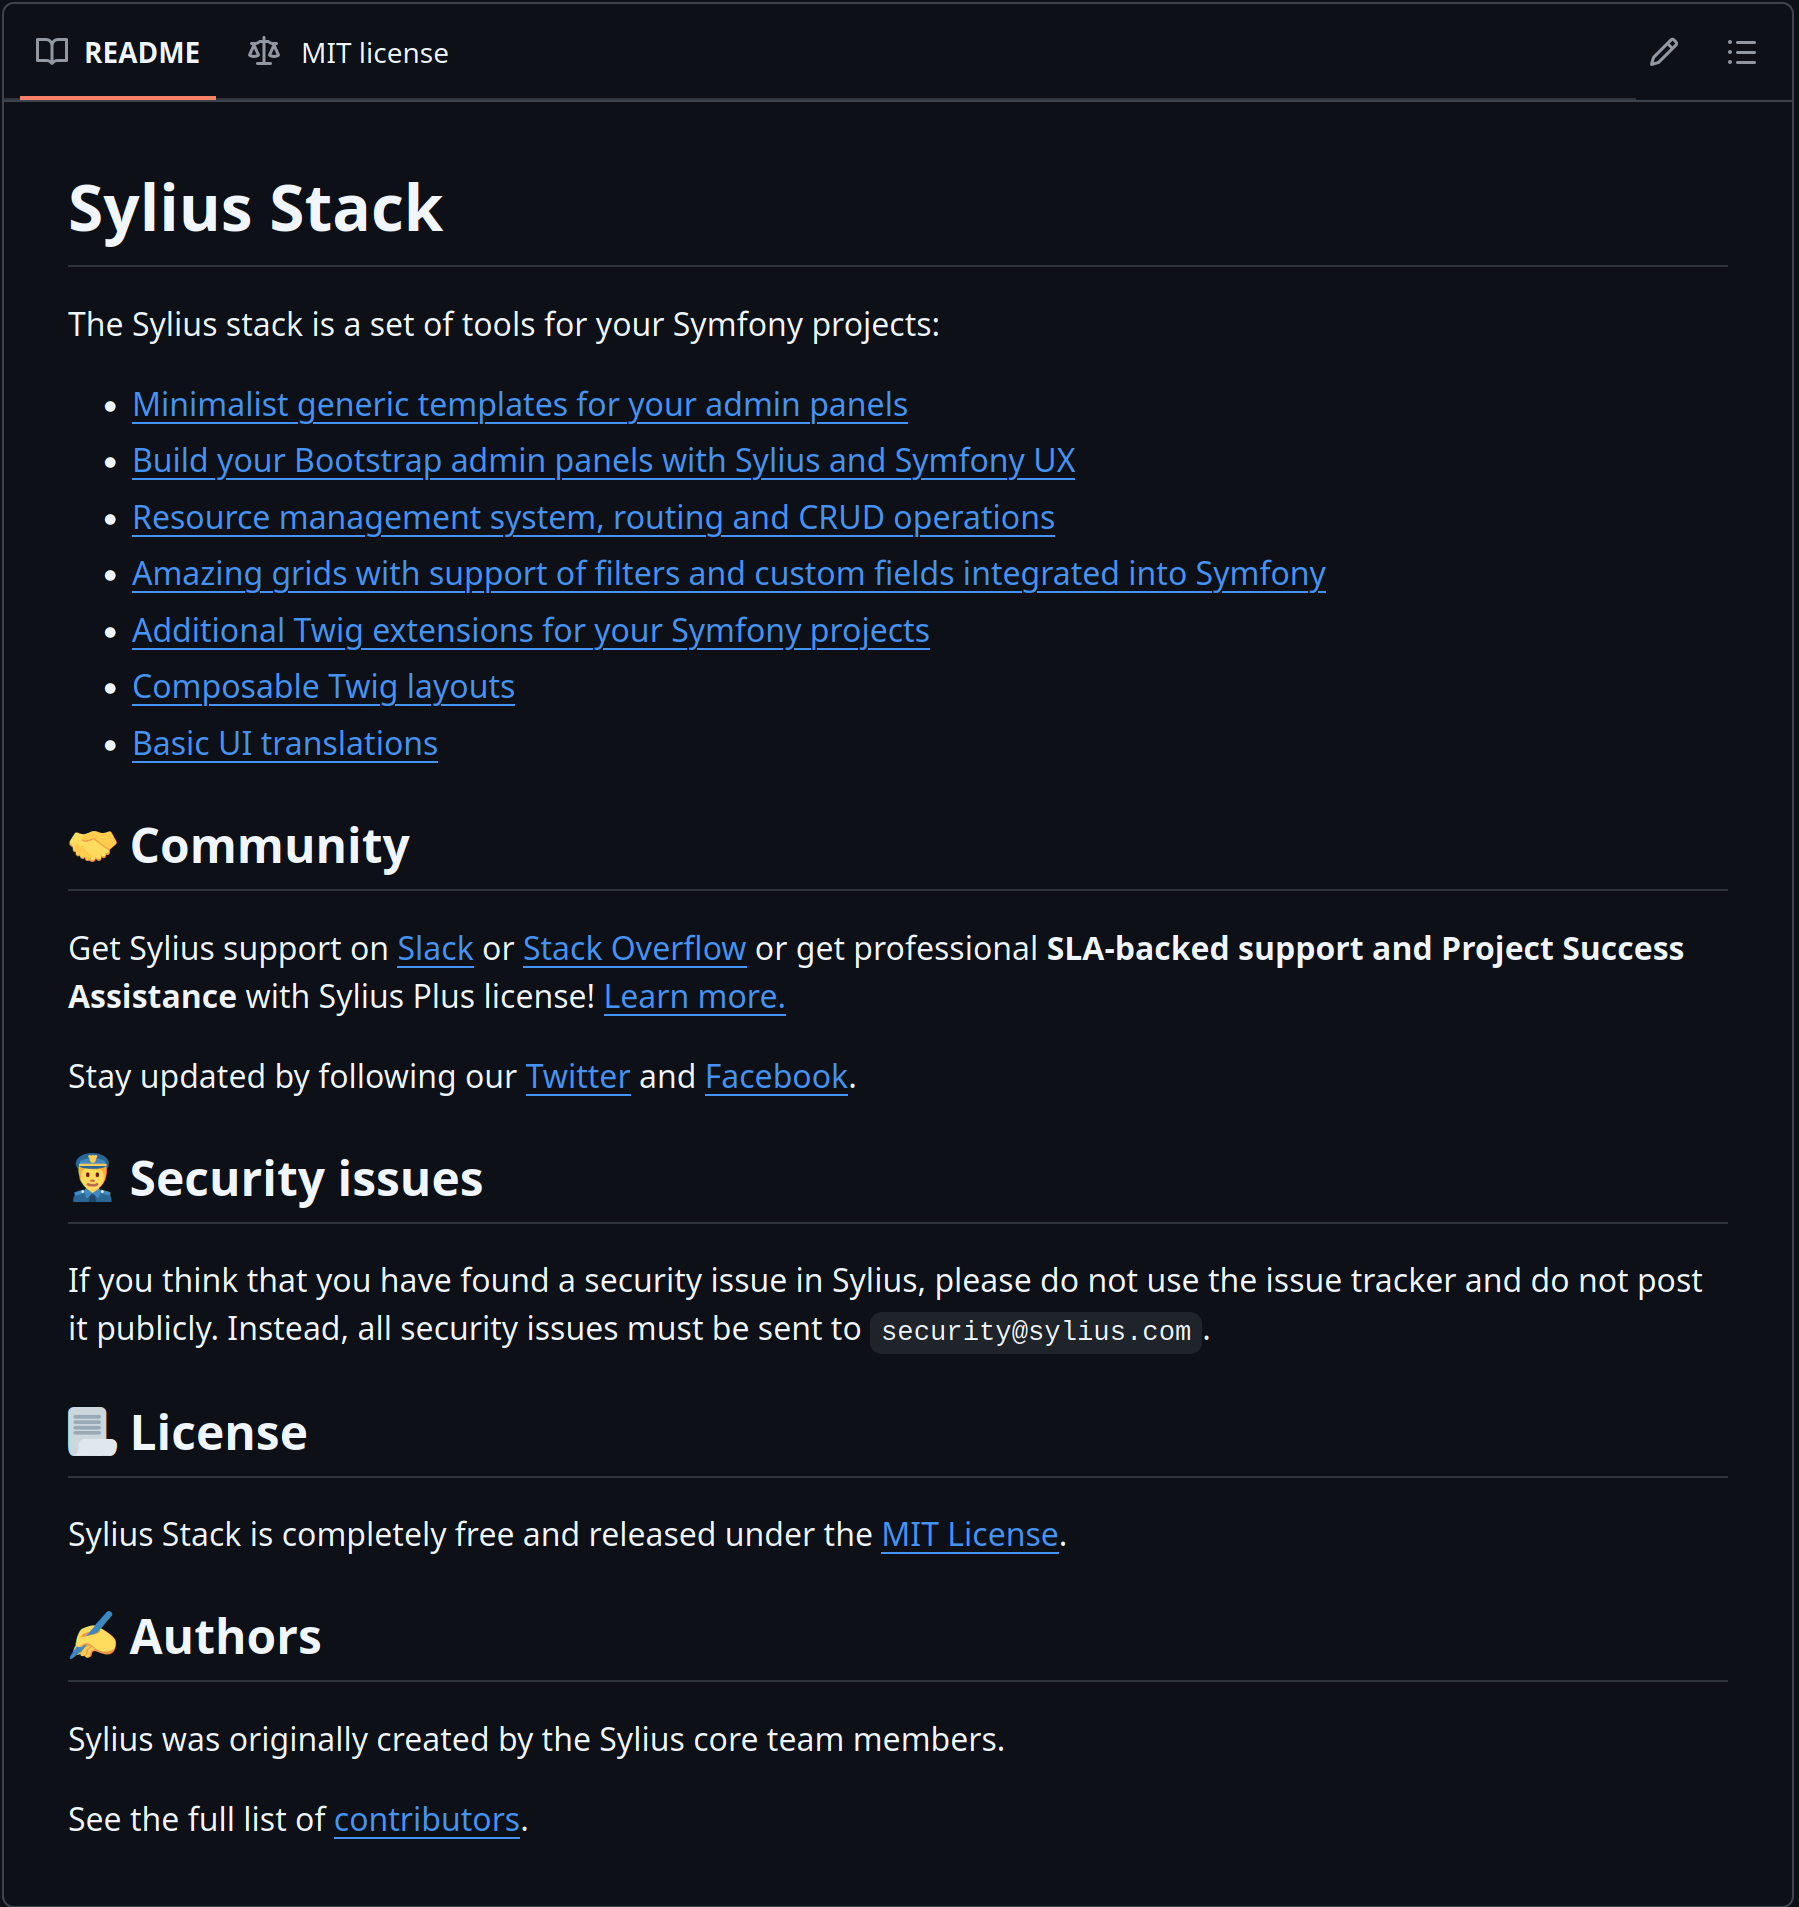 README
MIT license
Sylius Stack
The Sylius stack is a set of tools for your Symfony projects:
Minimalist generic templates for your admin panels
Build your Bootstrap admin panels with Sylius and Symfony UX
Resource management system, routing and CRUD operations
Amazing grids with support of filters and custom fields integrated into Symfony
Additional Twig extensions for your Symfony projects
Composable Twig layouts
Basic UI translations
🤝 Community
Get Sylius support on Slack or Stack Overflow or get professional SLA-backed support and Project Success
Assistance with Sylius Plus license! Learn more.
Stay updated by following our Twitter and Facebook.
👮 Security issues
If you think that you have found a security issue in Sylius, please do not use the issue tracker and do not post
it publicly. Instead, all security issues must be sent to security@sylius.com.
📃 License
Sylius Stack is completely free and released under the MIT License.
✍️ Authors
Sylius was originally created by the Sylius core team members.
See the full list of contributors.